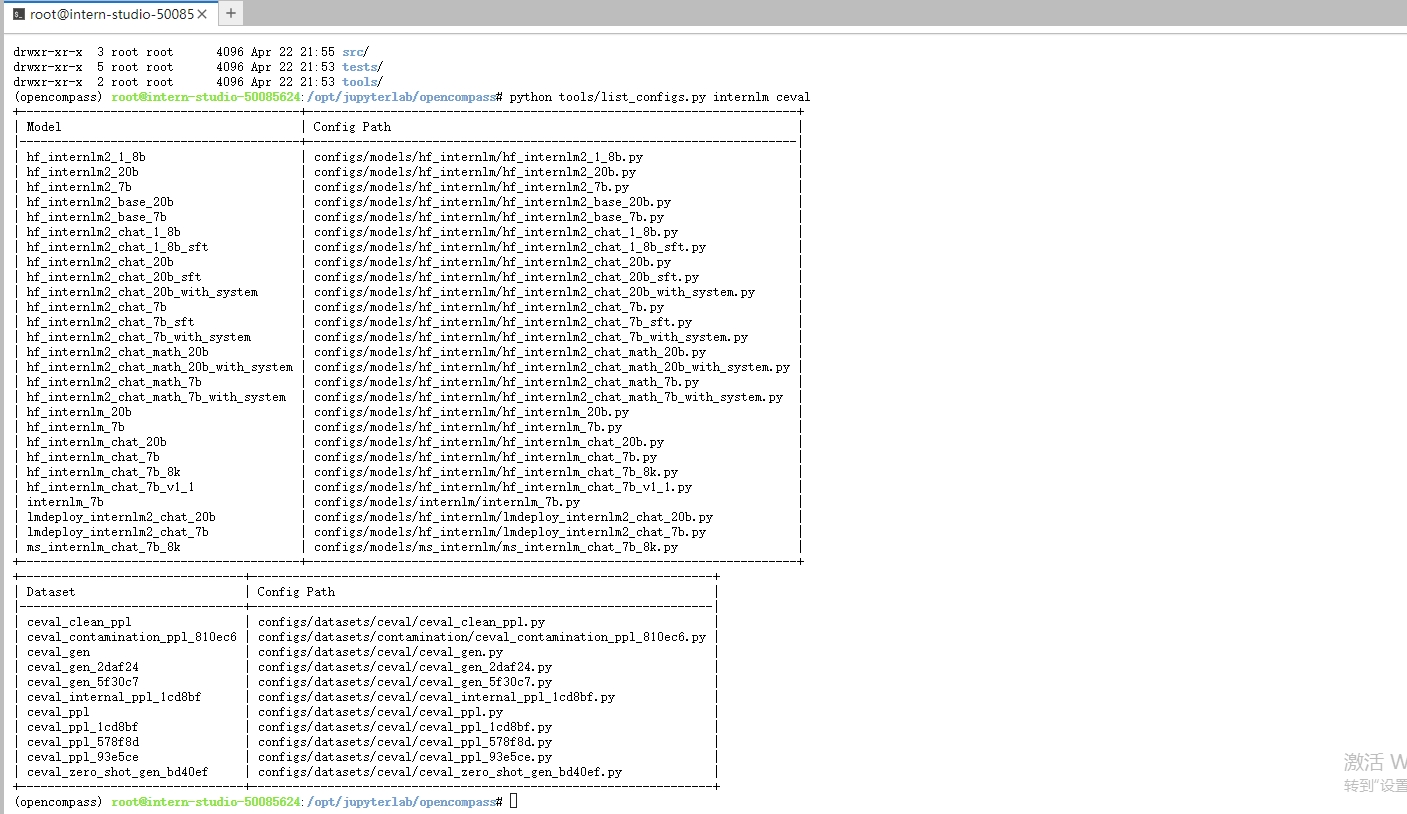 root@intern-studio-50085
drwxr-xr-x  3 root root      4096 Apr 22 21:55 src/
drwxr-xr-x  5 root root      4096 Apr 22 21:53 tests/
drwxr-xr-x  2 root root      4096 Apr 22 21:53 tools/
(opencompass) root@intern-studio-50085624:/opt/jupyterlab/opencompass# python tools/list_configs.py internlm ceval
| Model | Config Path |
| hf_internlm2_1_8b | configs/models/hf_internlm/hf_internlm2_1_8b.py |
| hf_internlm2_20b | configs/models/hf_internlm/hf_internlm2_20b.py |
| hf_internlm2_7b | configs/models/hf_internlm/hf_internlm2_7b.py |
| hf_internlm2_base_20b | configs/models/hf_internlm/hf_internlm2_base_20b.py |
| hf_internlm2_base_7b | configs/models/hf_internlm/hf_internlm2_base_7b.py |
| hf_internlm2_chat_1_8b | configs/models/hf_internlm/hf_internlm2_chat_1_8b.py |
| hf_internlm2_chat_1_8b_sft | configs/models/hf_internlm/hf_internlm2_chat_1_8b_sft.py |
| hf_internlm2_chat_20b | configs/models/hf_internlm/hf_internlm2_chat_20b.py |
| hf_internlm2_chat_20b_sft | configs/models/hf_internlm/hf_internlm2_chat_20b_sft.py |
| hf_internlm2_chat_20b_with_system | configs/models/hf_internlm/hf_internlm2_chat_20b_with_system.py |
| hf_internlm2_chat_7b | configs/models/hf_internlm/hf_internlm2_chat_7b.py |
| hf_internlm2_chat_7b_sft | configs/models/hf_internlm/hf_internlm2_chat_7b_sft.py |
| hf_internlm2_chat_7b_with_system | configs/models/hf_internlm/hf_internlm2_chat_7b_with_system.py |
| hf_internlm2_chat_math_20b | configs/models/hf_internlm/hf_internlm2_chat_math_20b.py |
| hf_internlm2_chat_math_20b_with_system | configs/models/hf_internlm/hf_internlm2_chat_math_20b_with_system.py |
| hf_internlm2_chat_math_7b | configs/models/hf_internlm/hf_internlm2_chat_math_7b.py |
| hf_internlm2_chat_math_7b_with_system | configs/models/hf_internlm/hf_internlm2_chat_math_7b_with_system.py |
| hf_internlm_20b | configs/models/hf_internlm/hf_internlm_20b.py |
| hf_internlm_7b | configs/models/hf_internlm/hf_internlm_7b.py |
| hf_internlm_chat_20b | configs/models/hf_internlm/hf_internlm_chat_20b.py |
| hf_internlm_chat_7b | configs/models/hf_internlm/hf_internlm_chat_7b.py |
| hf_internlm_chat_7b_8k | configs/models/hf_internlm/hf_internlm_chat_7b_8k.py |
| hf_internlm_chat_7b_v1_1 | configs/models/hf_internlm/hf_internlm_chat_7b_v1_1.py |
| internlm_7b | configs/models/internlm/internlm_7b.py |
| lmdeploy_internlm2_chat_20b | configs/models/hf_internlm/lmdeploy_internlm2_chat_20b.py |
| lmdeploy_internlm2_chat_7b | configs/models/hf_internlm/lmdeploy_internlm2_chat_7b.py |
| ms_internlm_chat_7b_8k | configs/models/ms_internlm/ms_internlm_chat_7b_8k.py |
| Dataset | Config Path |
| ceval_clean_ppl | configs/datasets/ceval/ceval_clean_ppl.py |
| ceval_contamination_ppl_810ec6 | configs/datasets/contamination/ceval_contamination_ppl_810ec6.py |
| ceval_gen | configs/datasets/ceval/ceval_gen.py |
| ceval_gen_2daf24 | configs/datasets/ceval/ceval_gen_2daf24.py |
| ceval_gen_5f30c7 | configs/datasets/ceval/ceval_gen_5f30c7.py |
| ceval_internal_ppl_1cd8bf | configs/datasets/ceval/ceval_internal_ppl_1cd8bf.py |
| ceval_ppl | configs/datasets/ceval/ceval_ppl.py |
| ceval_ppl_1cd8bf | configs/datasets/ceval/ceval_ppl_1cd8bf.py |
| ceval_ppl_578f8d | configs/datasets/ceval/ceval_ppl_578f8d.py |
| ceval_ppl_93e5ce | configs/datasets/ceval/ceval_ppl_93e5ce.py |
| ceval_zero_shot_gen_bd40ef | configs/datasets/ceval/ceval_zero_shot_gen_bd40ef.py |
(opencompass) root@intern-studio-50085624:/opt/jupyterlab/opencompass#
激活 W
转到"设置